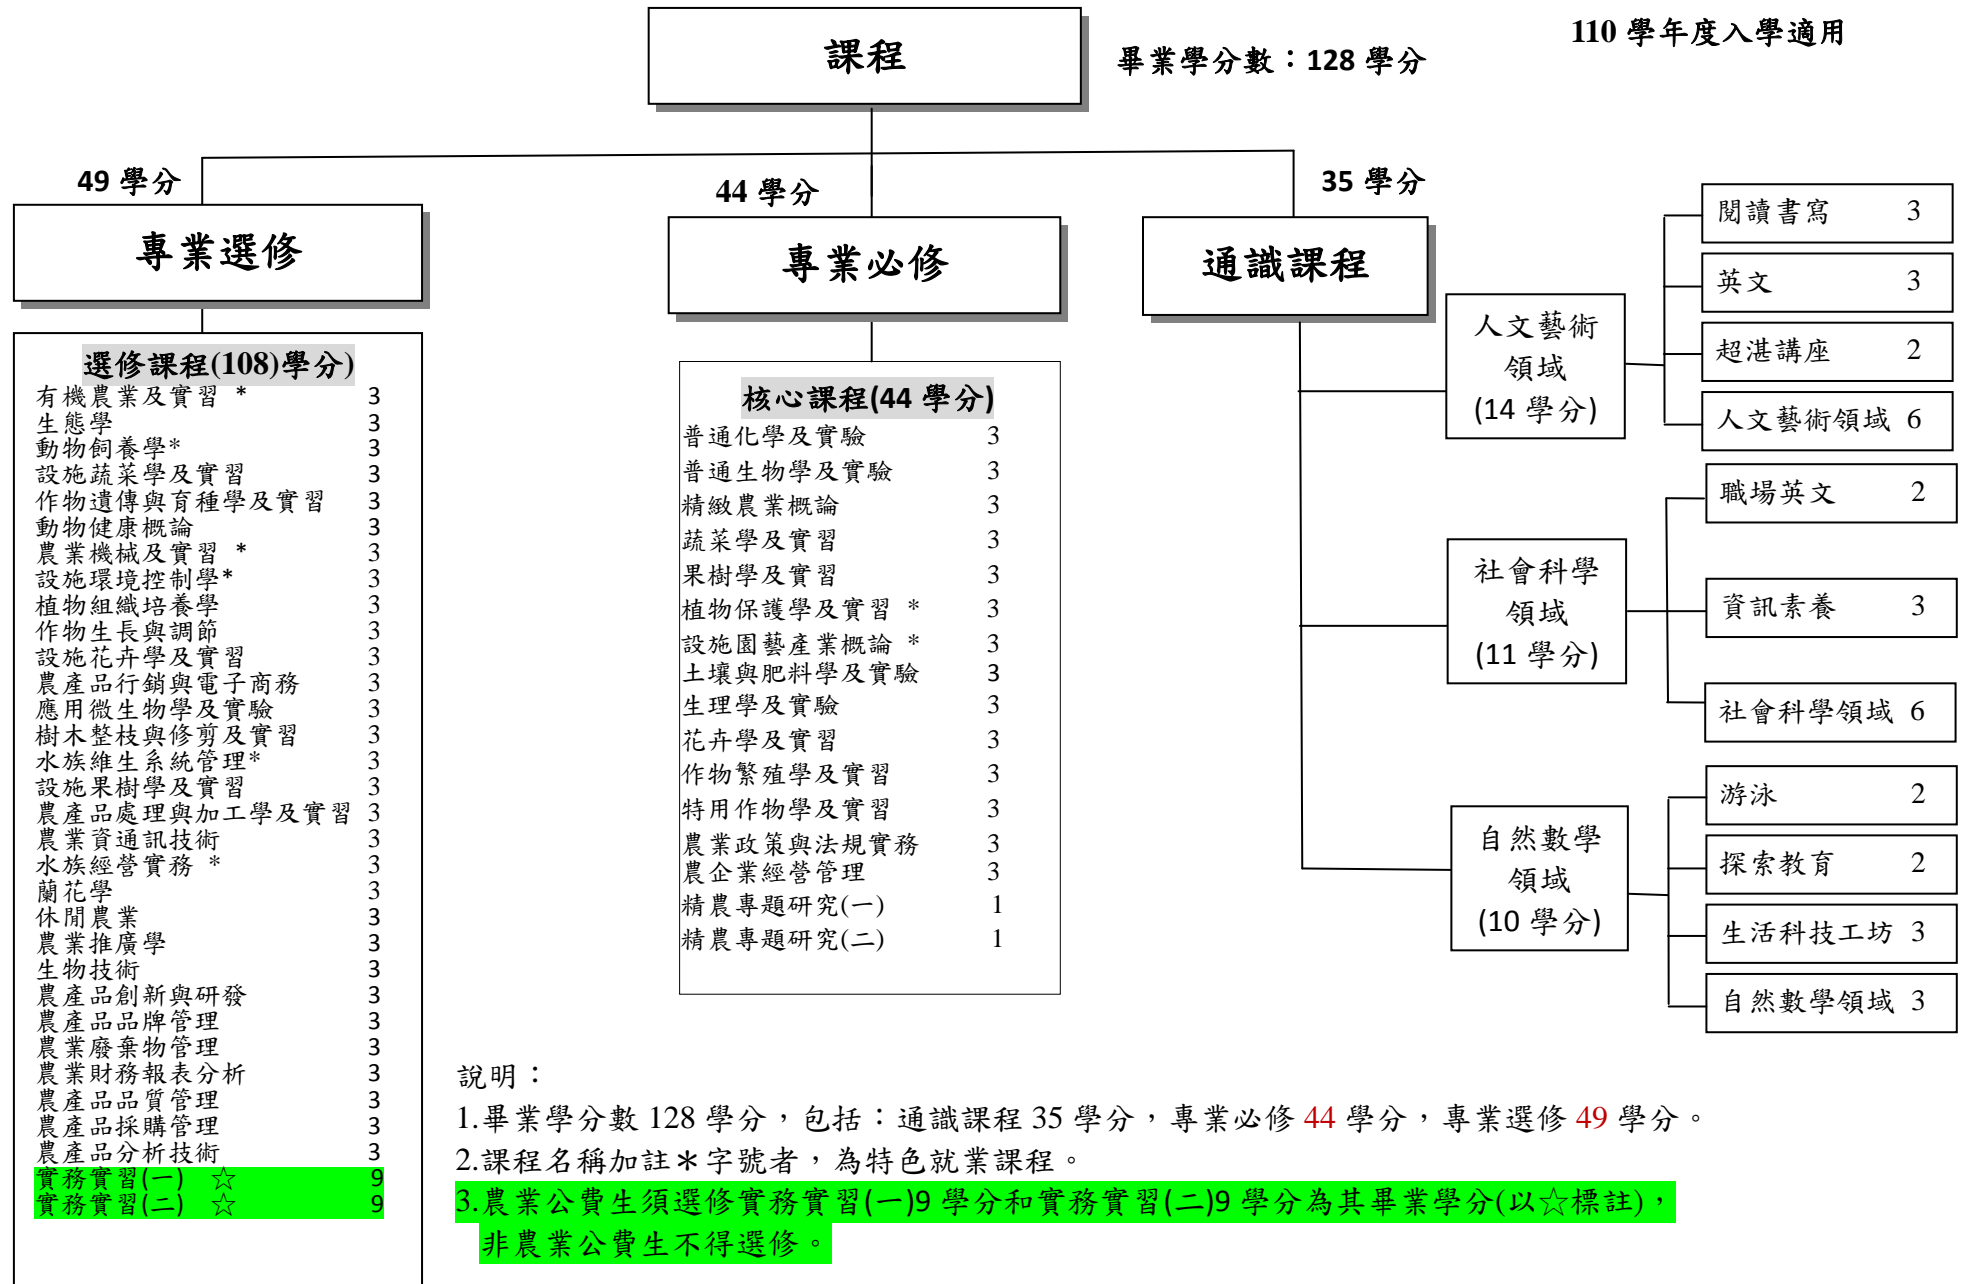 110 學年度入學適用
課程
畢業學分數：128 學分
49 學分
專業選修
選修課程(108)學分)
有機農業及實習 * 3
生態學 3
動物飼養學* 3
設施蔬菜學及實習 3
作物遺傳與育種學及實習 3
動物健康概論 3
農業機械及實習 * 3
設施環境控制學* 3
植物組織培養學 3
作物生長與調節 3
設施花卉學及實習 3
農產品行銷與電子商務 3
應用微生物學及實驗 3
樹木整枝與修剪及實習 3
水族維生系統管理* 3
設施果樹學及實習 3
農產品處理與加工學及實習 3
農業資通訊技術 3
水族經營實務 * 3
蘭花學 3
休閒農業 3
農業推廣學 3
生物技術 3
農產品創新與研發 3
農產品品牌管理 3
農業廢棄物管理 3
農業財務報表分析 3
農產品品質管理 3
農產品採購管理 3
農產品分析技術 3
實務實習(一) ☆ 9
實務實習(二) ☆ 9
44 學分
專業必修
核心課程(44 學分)
普通化學及實驗 3
普通生物學及實驗 3
精緻農業概論 3
蔬菜學及實習 3
果樹學及實習 3
植物保護學及實習 * 3
設施園藝產業概論 * 3
土壤與肥料學及實驗 3
生理學及實驗 3
花卉學及實習 3
作物繁殖學及實習 3
特用作物學及實習 3
農業政策與法規實務 3
農企業經營管理 3
精農專題研究(一) 1
精農專題研究(二) 1
35 學分
通識課程
人文藝術
領域
(14 學分)
閱讀書寫 3
英文 3
超湛講座 2
人文藝術領域 6
社會科學
領域
(11 學分)
職場英文 2
資訊素養 3
社會科學領域 6
自然數學
領域
(10 學分)
游泳 2
探索教育 2
生活科技工坊 3
自然數學領域 3
說明：
1.畢業學分數 128 學分，包括：通識課程 35 學分，專業必修 44 學分，專業選修 49 學分。
2.課程名稱加註＊字號者，為特色就業課程。
3.農業公費生須選修實務實習(一)9 學分和實務實習(二)9 學分為其畢業學分(以☆標註)，
非農業公費生不得選修。